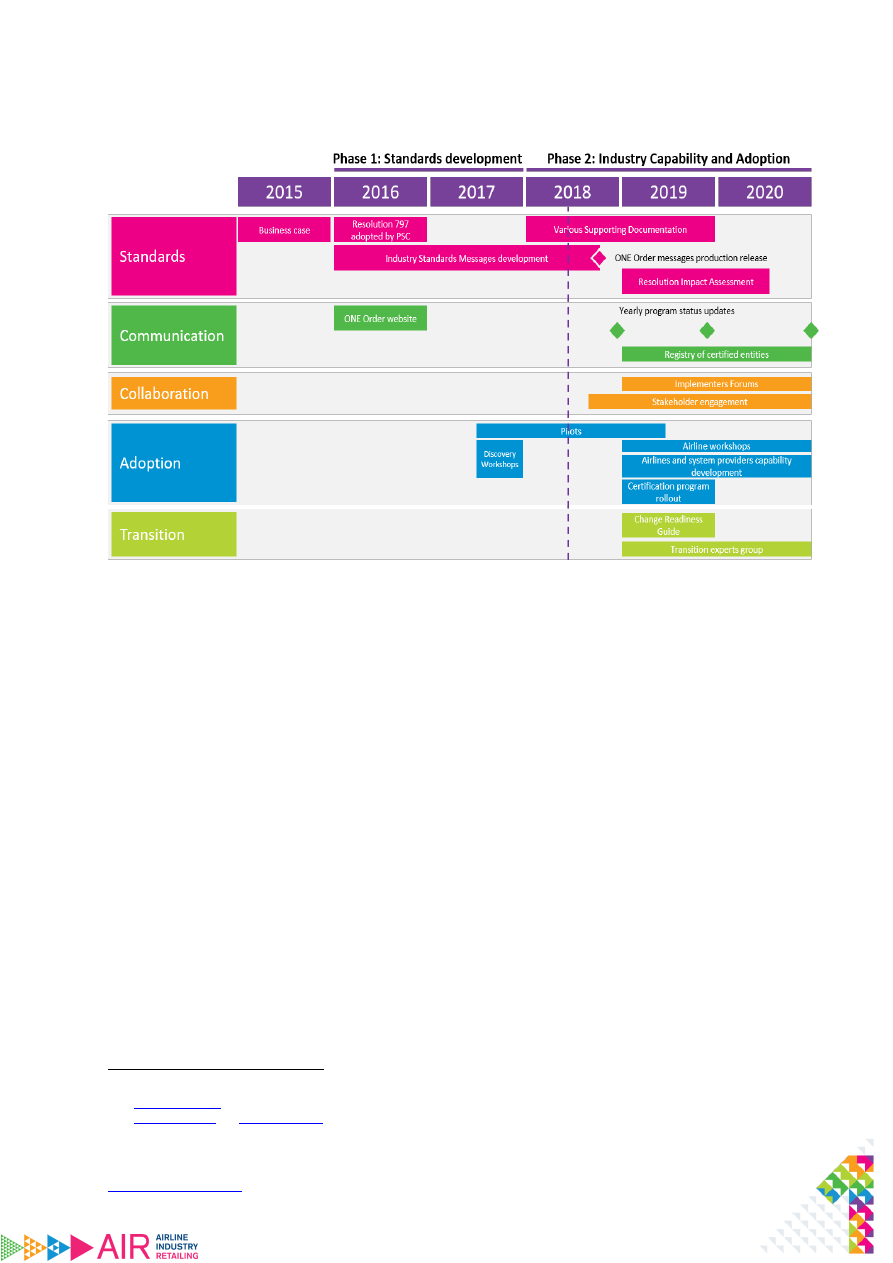 Phase 1: Standards development
Phase 2: Industry Capability and Adoption
2015
2016
2017
2018
2019
2020
Standards
Business case
Resolution 797
adopted by PSC
Various Supporting Documentation
Industry Standards Messages development
ONE Order messages production release
Resolution Impact Assessment
Communication
ONE Order website
Yearly program status updates
Registry of certified entities
Collaboration
Implementers Forums
Stakeholder engagement
Adoption
Pilots
Discovery
Workshops
Airline workshops
Airlines and system providers capability
development
Certification program
rollout
Transition
Change Readiness
Guide
Transition experts group
AIR
AIRLINE
INDUSTRY
RETAILING